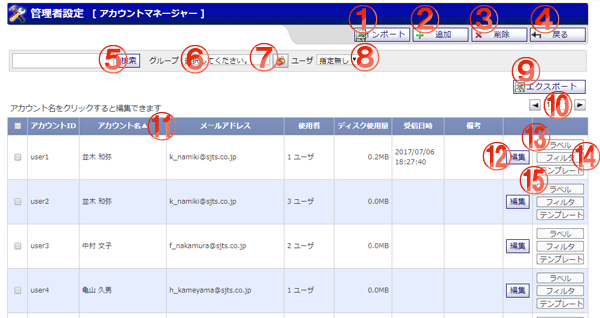 管理者設定 [ アカウントマネージャー ]
① インポート ② 追加 ③ 削除 ④ 戻る
⑤ 検索 グループ ⑥ 選択してください。 ⑦ ユーザ 指定無し ⑧
⑨ エクスポート
アカウント名をクリックすると編集できます
⑩
アカウントID アカウント名▲ ⑪ メールアドレス 使用者 ディスク使用量 受信日時 備考
user1 並木 和弥 k_namiki@sjts.co.jp 1 ユーザ 0.2MB 2017/07/06 18:27:40 ⑫ 編集 ⑬ ラベル
フィルタ ⑭
テンプレート
user2 並木 和弥 k_namiki@sjts.co.jp 3 ユーザ 0.0MB 編集 ⑮ ラベル
フィルタ
テンプレート
user3 中村 文子 f_nakamura@sjts.co.jp 2 ユーザ 0.0MB 編集 ラベル
フィルタ
テンプレート
user4 亀山 久男 h_kameyama@sjts.co.jp 1 ユーザ 0.0MB 編集 ラベル
フィルタ
テンプレート